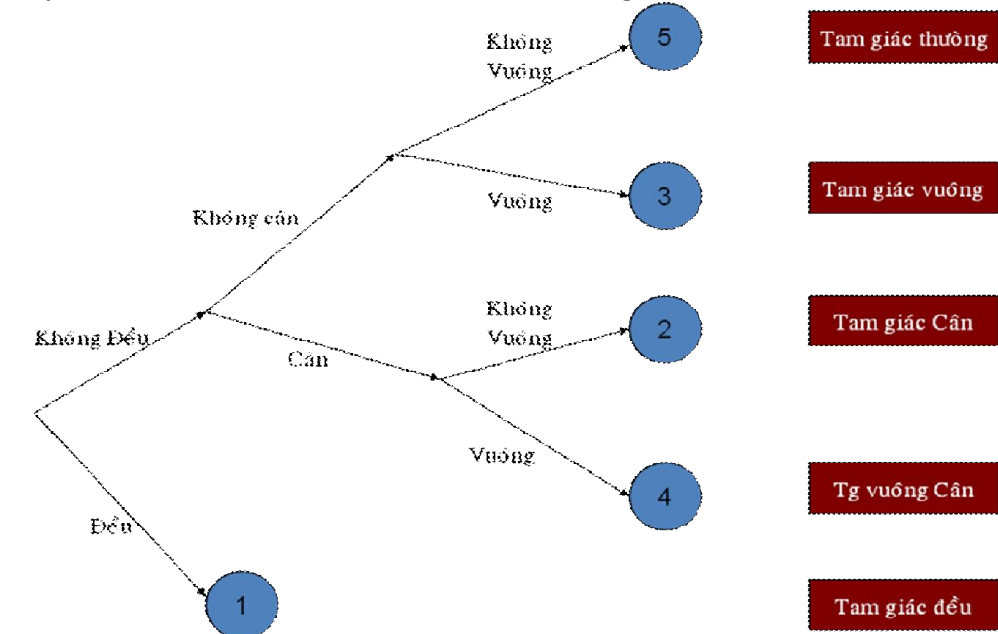 Không
Vuông
5
Tam giác thường
Vuông
3
Tam giác vuông
Không cân
Không
Vuông
2
Tam giác Cân
Không Đều
Cân
Vuông
4
Tg vuông Cân
Đều
1
Tam giác đều